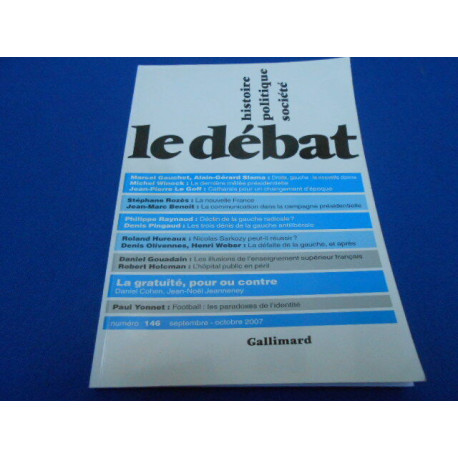 histoire
politique
société
le débat
Marcel Gauchet, Alain-Gérard Slama : Droite, gauche : la nouvelle donne
Michel Winock : La dernière mêlée présidentielle
Jean-Pierre Le Goff : Catharsis pour un changement d'époque
Stéphane Rozès : La nouvelle France
Jean-Marc Benoit : La communication dans la campagne présidentielle
Philippe Raynaud : Déclin de la gauche radicale ?
Denis Pingaud : Les trois dénis de la gauche antilibérale
Roland Hureaux : Nicolas Sarkozy peut-il réussir ?
Denis Olivennes, Henri Weber : La défaite de la gauche, et après
Daniel Gouadain : Les illusions de l'enseignement supérieur français
Robert Holcman : L'hôpital public en péril
La gratuité, pour ou contre
Daniel Cohen, Jean-Noël Jeanneney
Paul Yonnet : Football : les paradoxes de l'identité
numéro 146 septembre - octobre 2007
Gallimard